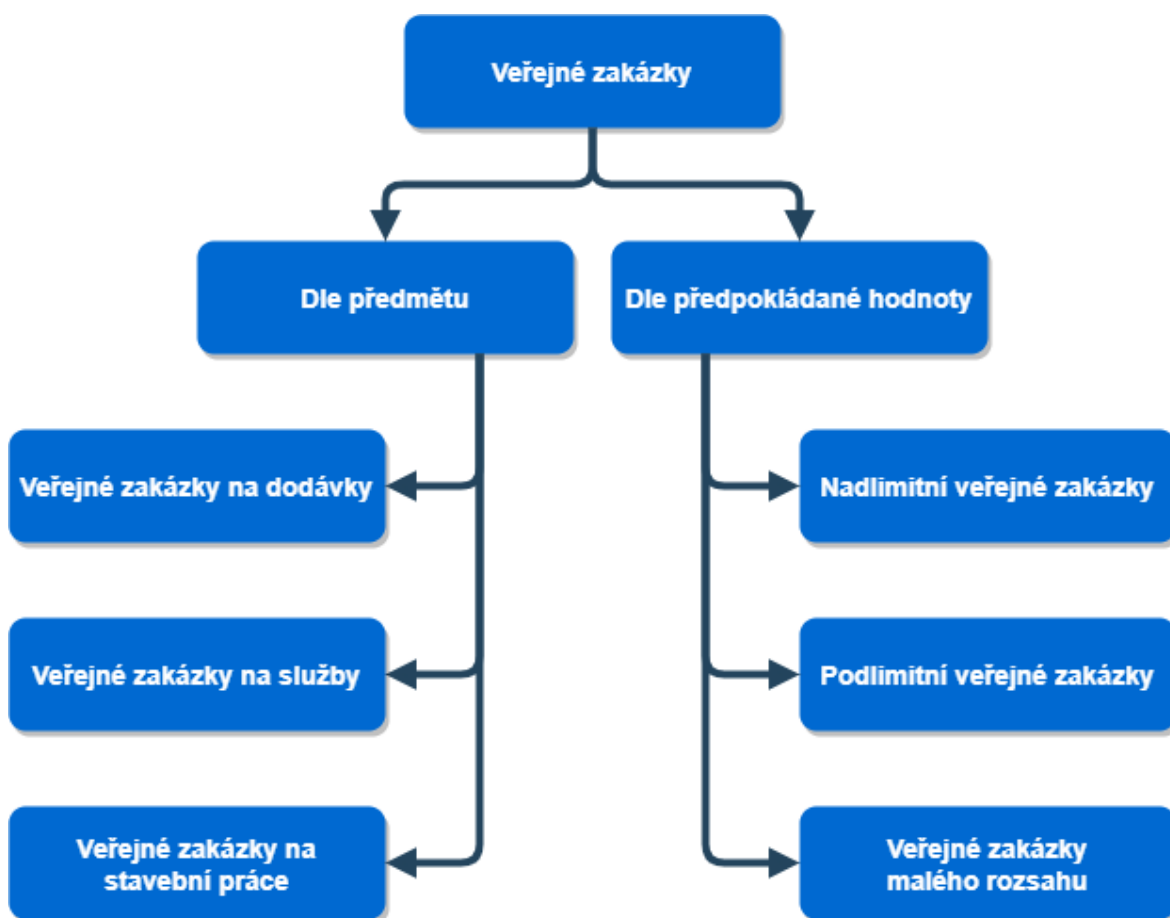 Veřejné zakázky
Dle předmětu
Dle předpokládané hodnoty
Veřejné zakázky na dodávky
Nadlimitní veřejné zakázky
Veřejné zakázky na služby
Podlimitní veřejné zakázky
Veřejné zakázky na
stavební práce
Veřejné zakázky
malého rozsahu